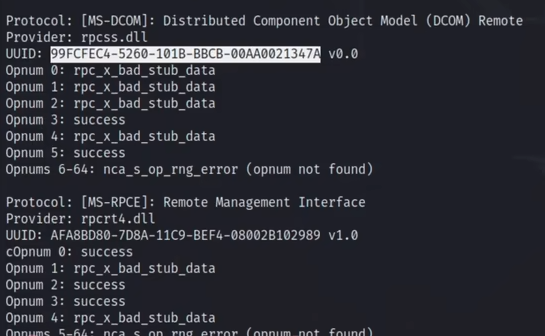 Protocol: [MS-DCOM]: Distributed Component Object Model (DCOM) Remote
Provider: rpcss.dll
UUID: 99FCFEC4-5260-101B-BBCB-00AA0021347A v0.0
Opnum 0: rpc_x_bad_stub_data
Opnum 1: rpc_x_bad_stub_data
Opnum 2: rpc_x_bad_stub_data
Opnum 3: success
Opnum 4: rpc_x_bad_stub_data
Opnum 5: success
Opnums 6-64: nca_s_op_rng_error (opnum not found)
Protocol: [MS-RPCE]: Remote Management Interface
Provider: rpcrt4.dll
UUID: AFA8BD80-7D8A-11C9-BEF4-08002B102989 v1.0
cOpnum 0: success
Opnum 1: rpc_x_bad_stub_data
Opnum 2: success
Opnum 3: success
Opnum 4: rpc_x_bad_stub_data
Opnums 5-64: nca_s_op_rng_error (opnum not found)